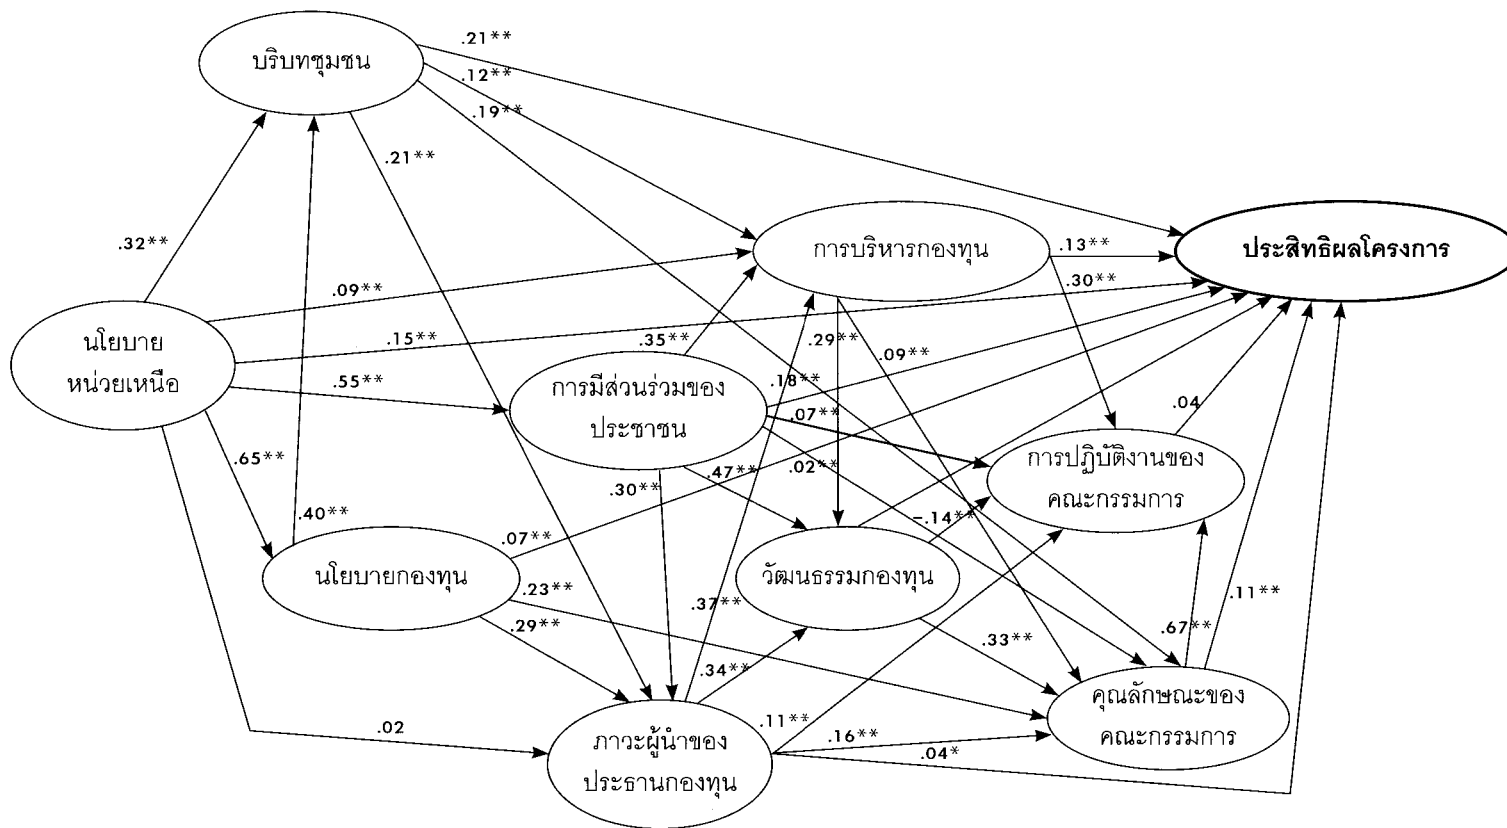 บริบทชุมชน
.21**
.12**
.19**
.21**
.32**
การบริหารกองทุน
.13**
ประสิทธิผลโครงการ
.09**
.30**
นโยบาย
หน่วยเหนือ
.15**
.35**
.29**
.09**
.55**
การมีส่วนร่วมของ
ประชาชน
.18**
.07**
.04
.65**
.47**
.02**
การปฏิบัติงานของ
คณะกรรมการ
.30**
.40**
-.14**
.07**
นโยบายกองทุน
วัฒนธรรมกองทุน
.23**
.37**
.11**
.29**
.33**
.67**
.34**
คุณลักษณะของ
คณะกรรมการ
.02
.11**
.16**
.04*
ภาวะผู้นำของ
ประธานกองทุน